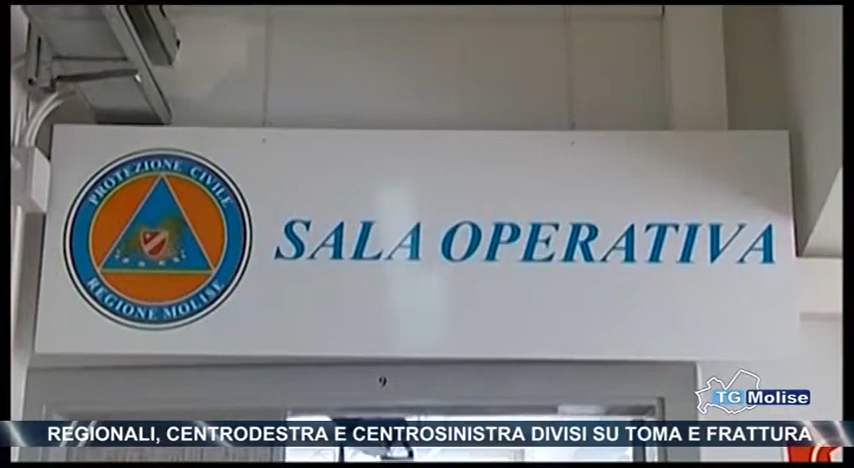 PROTEZIONE CIVILE
REGIONE MOLISE
SALA OPERATIVA
9
TG Molise
REGIONALI, CENTRODESTRA E CENTROSINISTRA DIVISI SU TOMA E FRATTURA